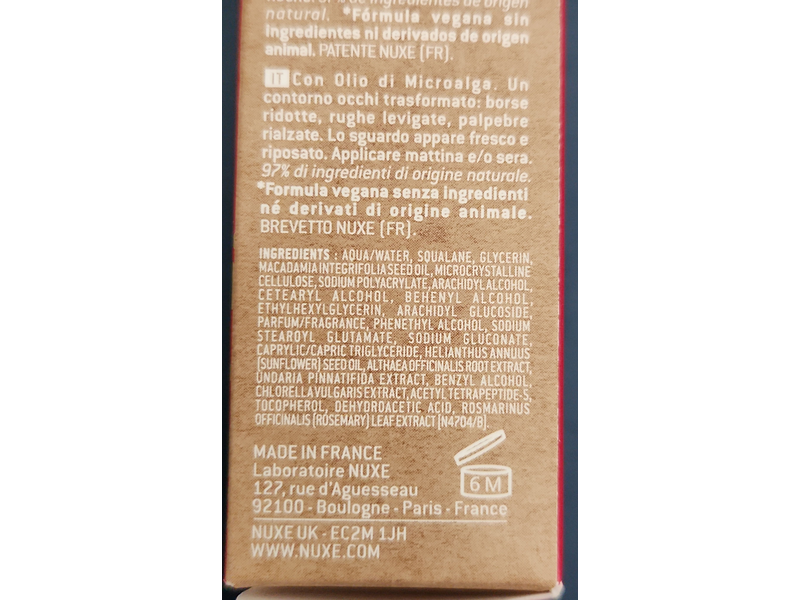 natural. *Fórmula vegana sin
ingredientes ni derivados de origen
animal. PATENTE NUXE (FR).
IT Con Olio di Microalga. Un
contorno occhi trasformato: borse
ridotte, rughe levigate, palpebre
rialzate. Lo sguardo appare fresco e
riposato. Applicare mattina e/o sera.
97% di ingredienti di origine naturale.
*Formula vegana senza ingredienti
né derivati di origine animale.
BREVETTO NUXE (FR).
INGREDIENTS : AQUA/WATER, SQUALANE, GLYCERIN,
MACADAMIA INTEGRIFOLIA SEED OIL, MICROCRYSTALLINE
CELLULOSE, SODIUM POLYACRYLATE, ARACHIDYL ALCOHOL,
CETEARYL ALCOHOL, BEHENYL ALCOHOL,
ETHYLHEXYLGLYCERIN, ARACHIDYL GLUCOSIDE,
PARFUM/FRAGRANCE, PHENETHYL ALCOHOL, SODIUM
STEAROYL GLUTAMATE, SODIUM GLUCONATE,
CAPRYLIC/CAPRIC TRIGLYCERIDE, HELIANTHUS ANNUUS
(SUNFLOWER) SEED OIL, ALTHAEA OFFICINALIS ROOT EXTRACT,
UNDARIA PINNATIFIDA EXTRACT, BENZYL ALCOHOL,
CHLORELLA VULGARIS EXTRACT, ACETYL TETRAPEPTIDE-5,
TOCOPHEROL, DEHYDROACETIC ACID, ROSMARINUS
OFFICINALIS (ROSEMARY) LEAF EXTRACT [N4704/B].
MADE IN FRANCE
Laboratoire NUXE
127, rue d'Aguesseau
92100 - Boulogne - Paris - France
6 M
NUXE UK - EC2M 1JH
WWW.NUXE.COM